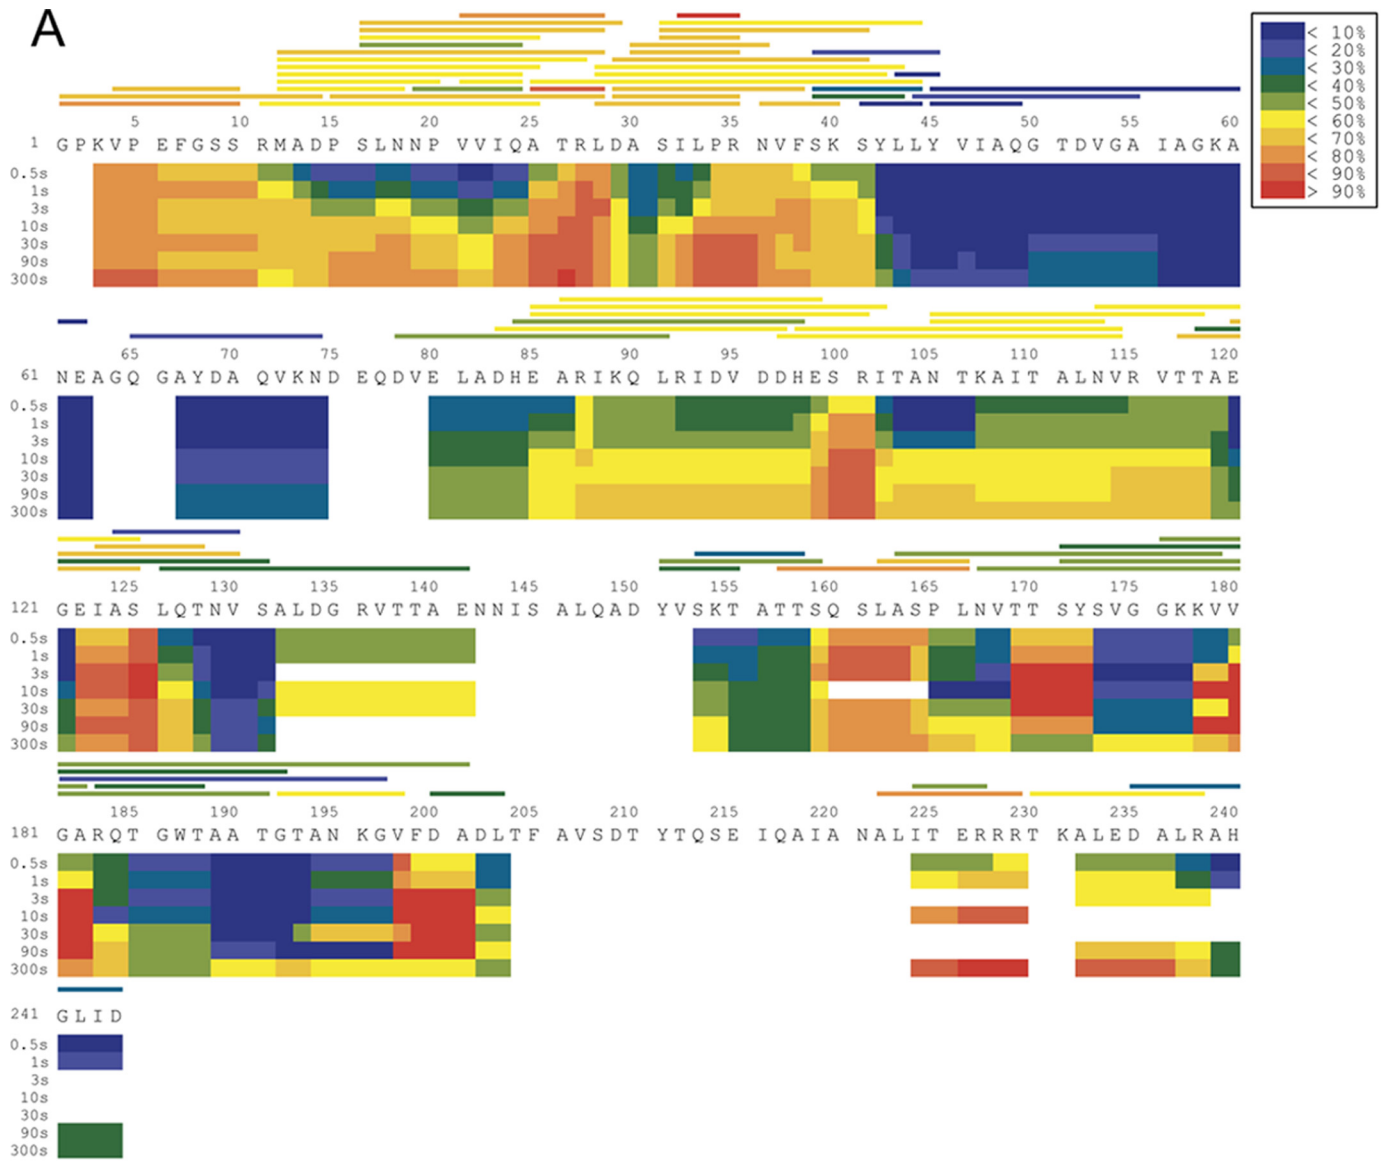 A
< 10%
< 20%
< 30%
< 40%
< 50%
< 60%
< 70%
< 80%
< 90%
> 90%
5 10 15 20 25 30 35 40 45 50 55 60
1 GPKVP EFGSS RMADP SLNNP VVIQA TRLDA SILPR NVFSK SYLLY VIAQG TDVGA IAGKA
0.5s
1s
3s
10s
30s
90s
300s
65 70 75 80 85 90 95 100 105 110 115 120
61 NEAGQ GAYDA QVKND EQDVE LADHE ARIKQ LRIDV DDHES RITAN TKAIT ALNVR VTTAE
0.5s
1s
3s
10s
30s
90s
300s
125 130 135 140 145 150 155 160 165 170 175 180
121 GEIAS LQTNV SALDG RVTTA ENNIS ALQAD YVSKT ATTSQ SLASP LNVTT SYSVG GKKVV
0.5s
1s
3s
10s
30s
90s
300s
185 190 195 200 205 210 215 220 225 230 235 240
181 GARQT GWTAA TGTAN KGVFD ADLTF AVSDT YTQSE IQAIA NALIT ERRRT KALED ALRAH
0.5s
1s
3s
10s
30s
90s
300s
241 GLID
0.5s
1s
3s
10s
30s
90s
300s